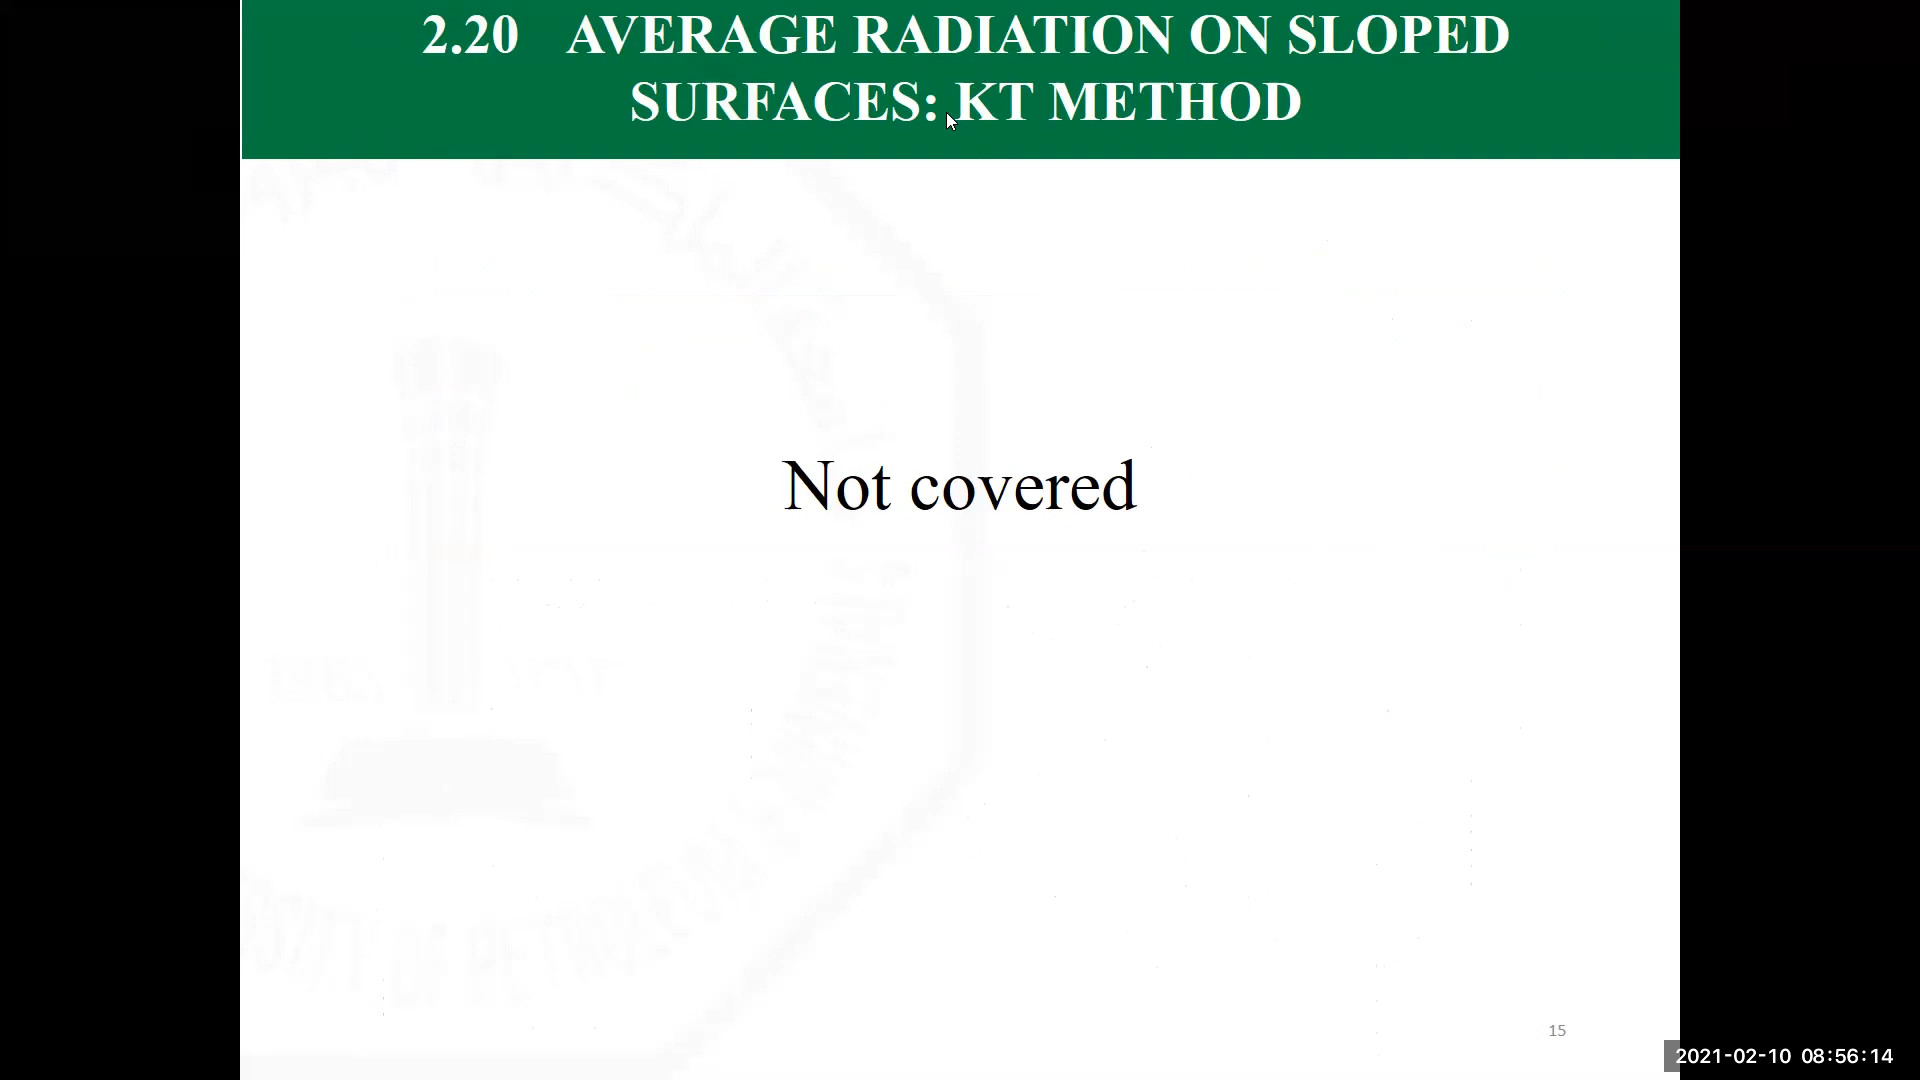 2.20 AVERAGE RADIATION ON SLOPED
SURFACES: KT METHOD
Not covered
15
2021-02-10 08:56:14